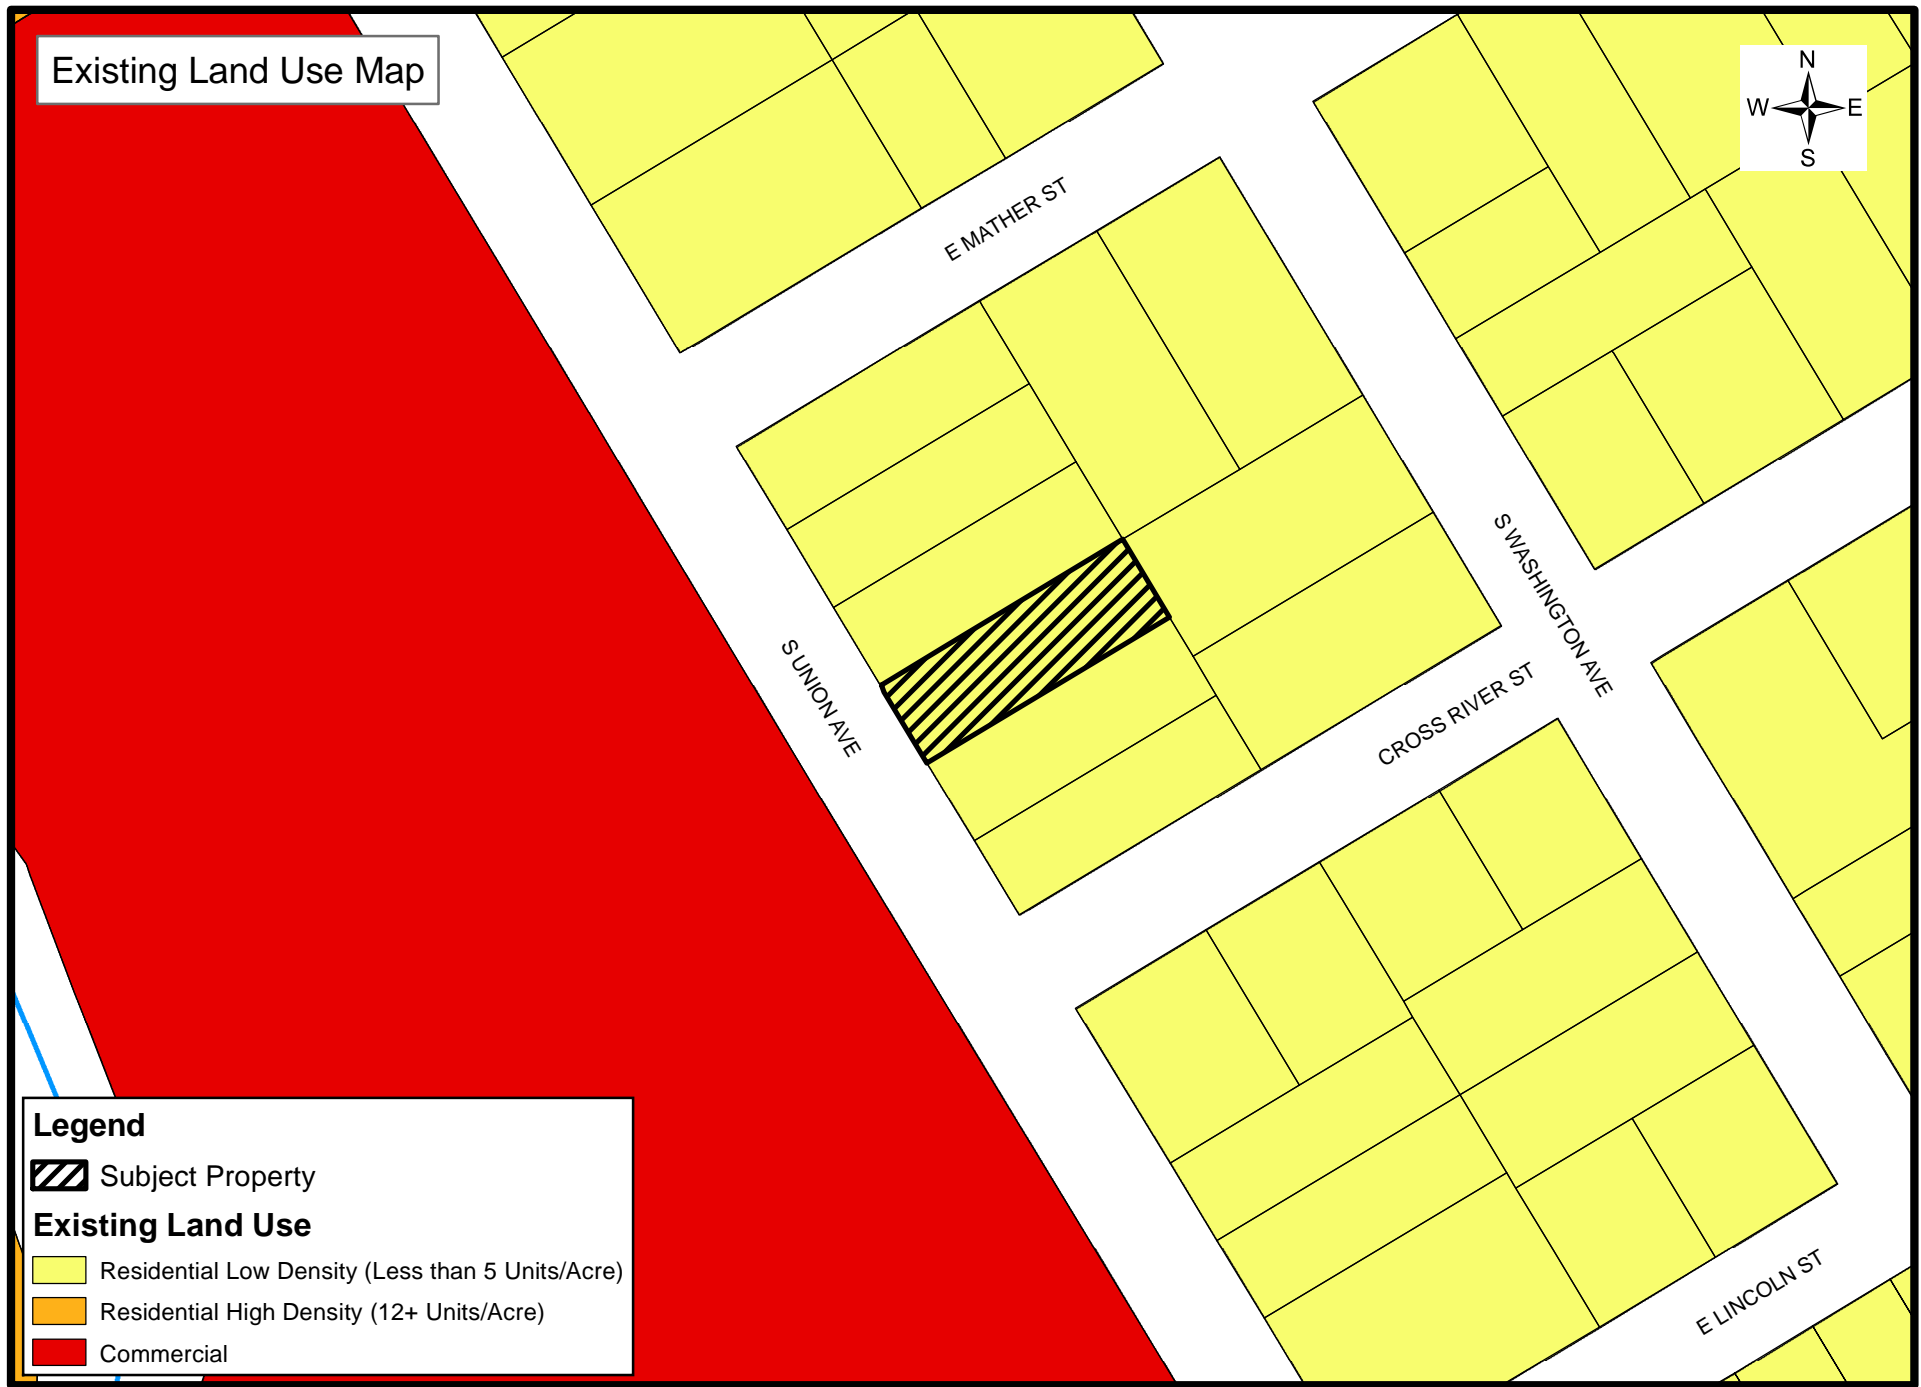 Existing Land Use Map
N
W E
S
E MATHER ST
S WASHINGTON AVE
S UNION AVE
CROSS RIVER ST
E LINCOLN ST
Legend
Subject Property
Existing Land Use
Residential Low Density (Less than 5 Units/Acre)
Residential High Density (12+ Units/Acre)
Commercial